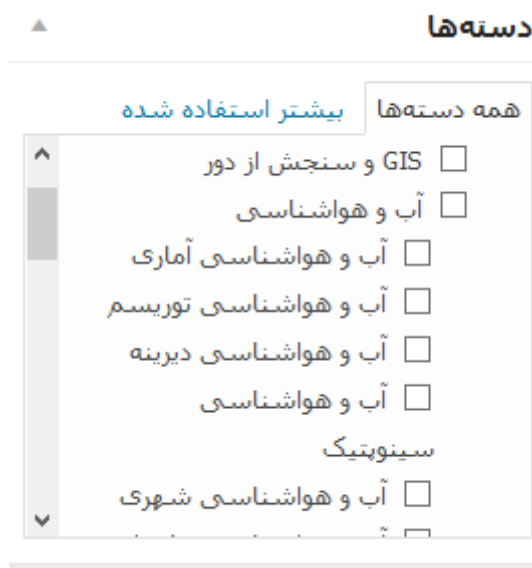 دسته‌ها
همه دسته‌ها بیشتر استفاده شده
GIS و سنجش از دور
آب و هواشناسی
آب و هواشناسی آماری
آب و هواشناسی توریسم
آب و هواشناسی دیرینه
آب و هواشناسی
سینوپتیک
آب و هواشناسی شهری